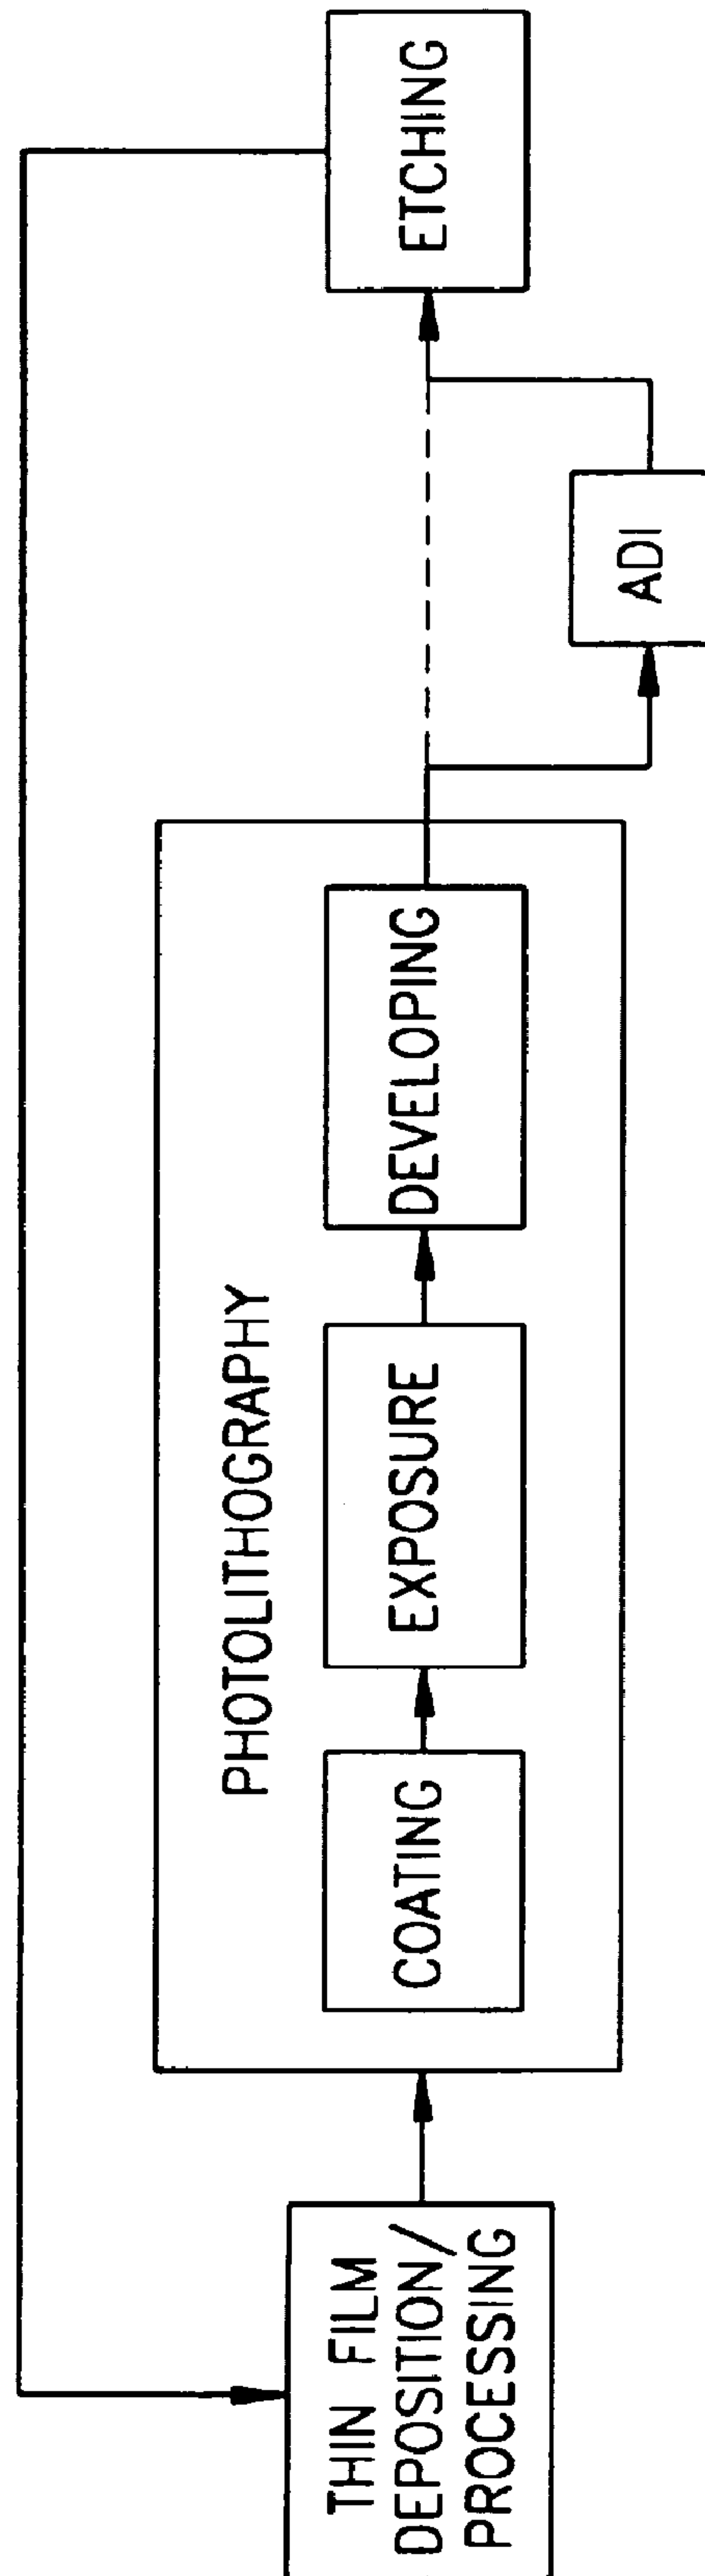 THIN FILM
DEPOSITION/
PROCESSING
PHOTOLITHOGRAPHY
COATING
EXPOSURE
DEVELOPING
ADI
ETCHING